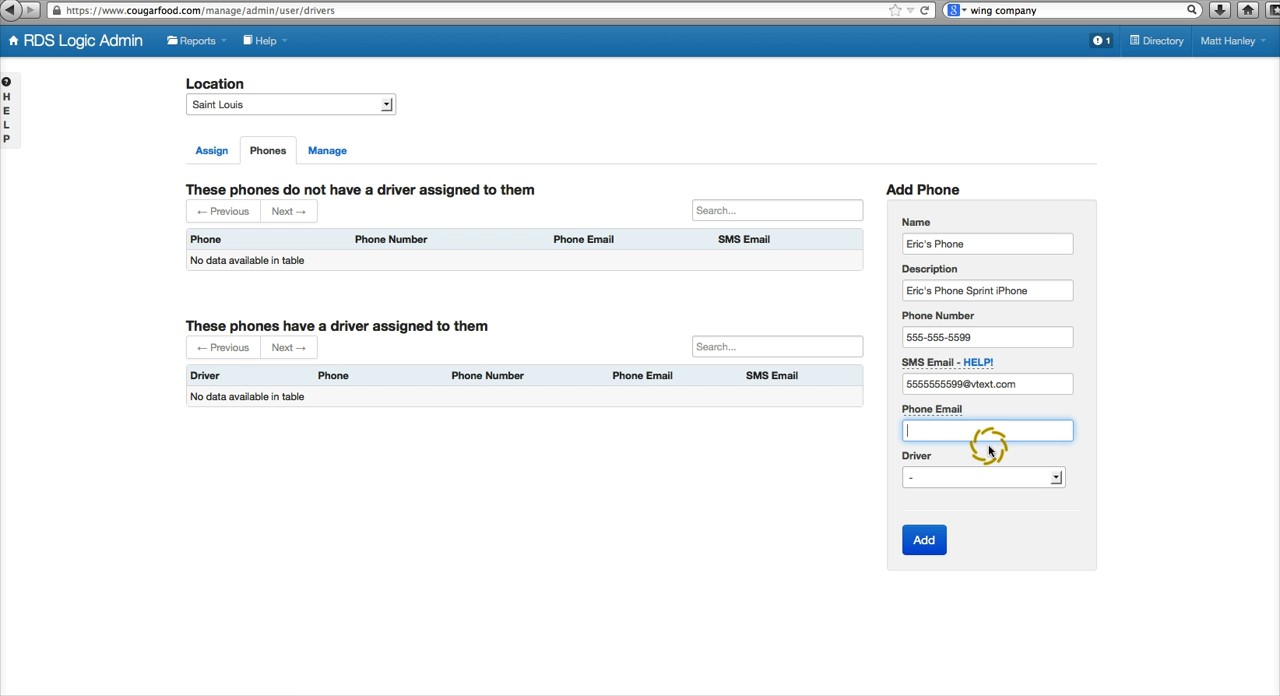 https://www.cougarfood.com/manage/admin/user/drivers
wing company
RDS Logic Admin Reports Help 1 Directory Matt Hanley
HELP
Location
Saint Louis
Assign Phones Manage
These phones do not have a driver assigned to them
← Previous Next → Search...
Phone Phone Number Phone Email SMS Email
No data available in table
These phones have a driver assigned to them
← Previous Next → Search...
Driver Phone Phone Number Phone Email SMS Email
No data available in table
Add Phone
Name
Eric's Phone
Description
Eric's Phone Sprint iPhone
Phone Number
555-555-5599
SMS Email - HELP!
5555555599@vtext.com
Phone Email
Driver
-
Add